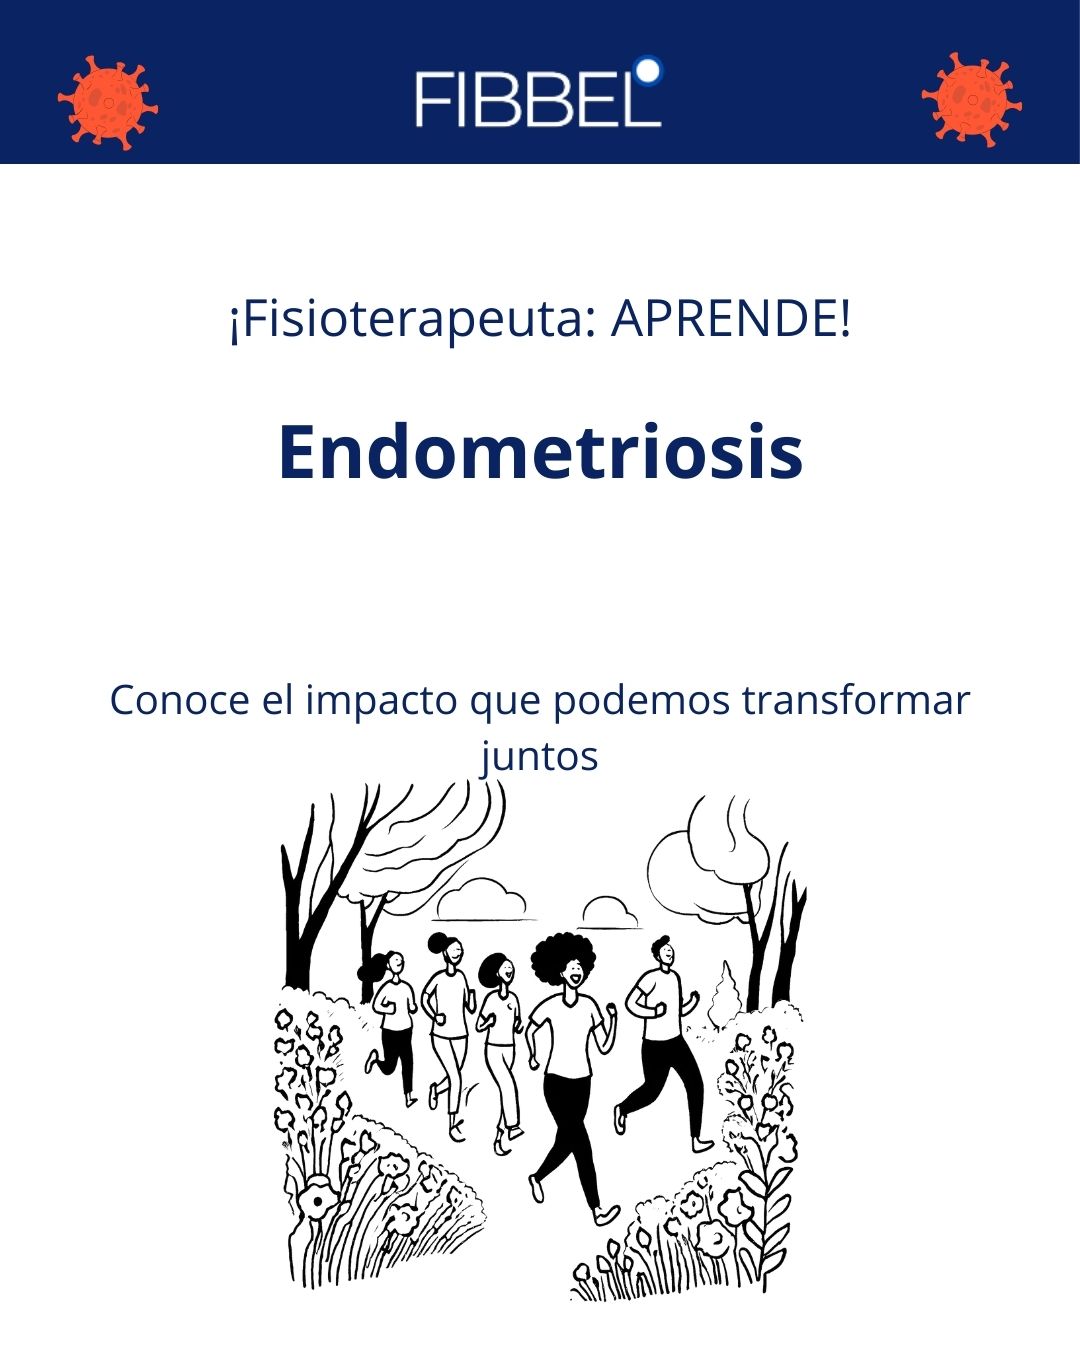 FIBBEL
¡Fisioterapeuta: APRENDE!
Endometriosis
Conoce el impacto que podemos transformar
juntos